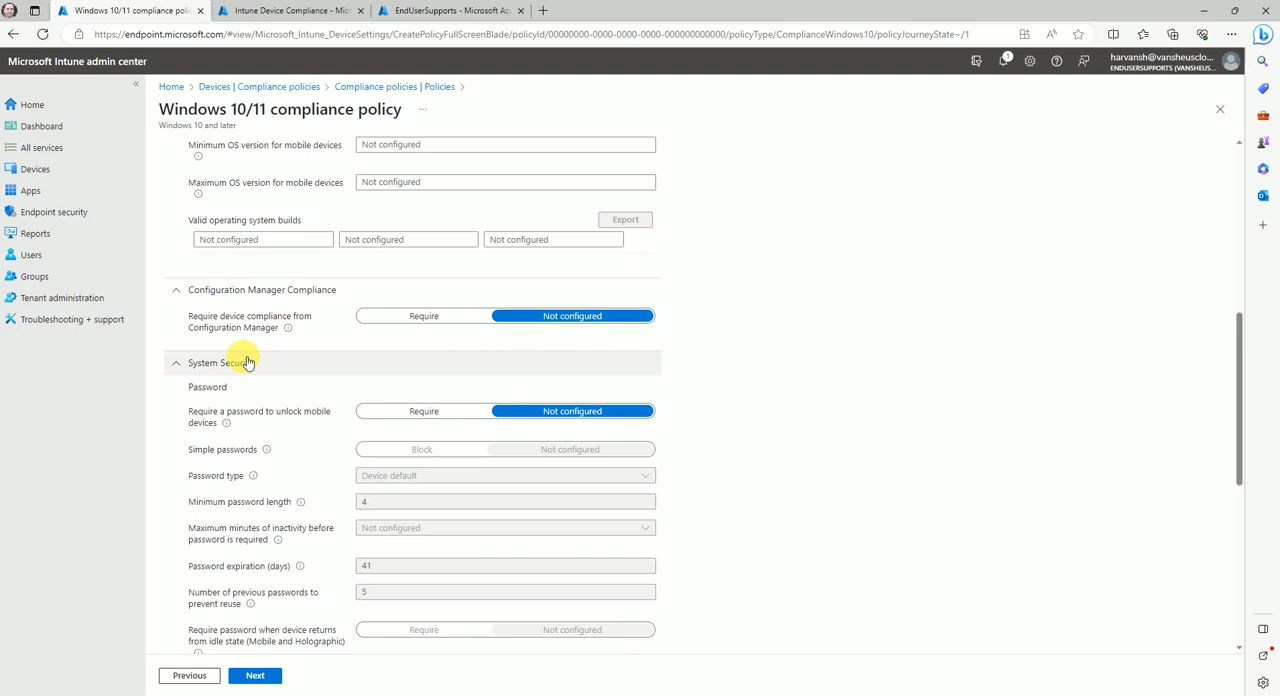 Windows 10/11 compliance polic
Intune Device Compliance - Micr
EndUserSupports - Microsoft Az
https://endpoint.microsoft.com/#view/Microsoft_Intune_DeviceSettings/CreatePolicyFullScreenBlade/policyId/00000000-0000-0000-0000-000000000000/policyType/ComplianceWindows10/policyJourneyState~/1
Microsoft Intune admin center
1
harvansh@vansheusclo...
ENDUSERSUPPORTS (VANSHEUS...
Home
Dashboard
All services
Devices
Apps
Endpoint security
Reports
Users
Groups
Tenant administration
Troubleshooting + support
Home > Devices | Compliance policies > Compliance policies | Policies >
Windows 10/11 compliance policy ...
Windows 10 and later
Minimum OS version for mobile devices
Not configured
Maximum OS version for mobile devices
Not configured
Valid operating system builds
Export
Not configured
Not configured
Not configured
Configuration Manager Compliance
Require device compliance from
Configuration Manager
Require
Not configured
System Secu
Password
Require a password to unlock mobile
devices
Require
Not configured
Simple passwords
Block
Not configured
Password type
Device default
Minimum password length
4
Maximum minutes of inactivity before
password is required
Not configured
Password expiration (days)
41
Number of previous passwords to
prevent reuse
5
Require password when device returns
from idle state (Mobile and Holographic)
Require
Not configured
Previous
Next